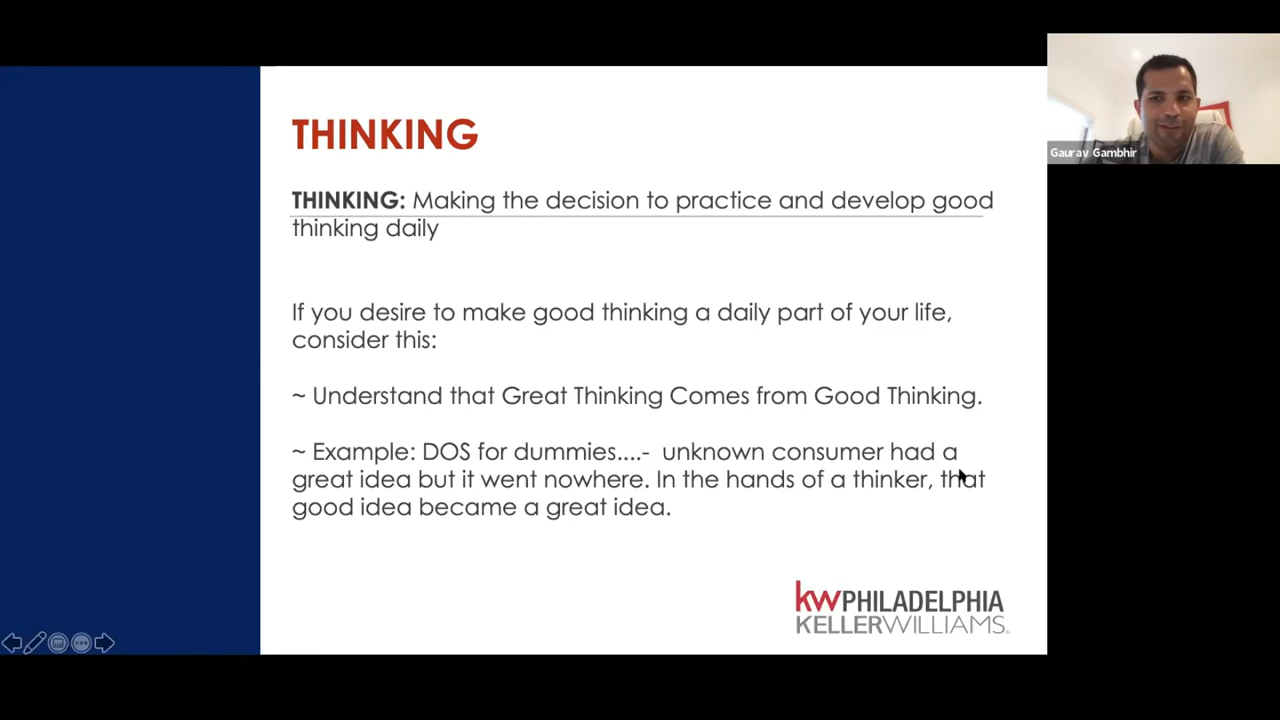 THINKING
THINKING: Making the decision to practice and develop good
thinking daily
If you desire to make good thinking a daily part of your life,
consider this:
~ Understand that Great Thinking Comes from Good Thinking.
~ Example: DOS for dummies....-  unknown consumer had a
great idea but it went nowhere. In the hands of a thinker, that
good idea became a great idea.
kwPHILADELPHIA
KELLERWILLIAMS.
Gaurav Gambhir